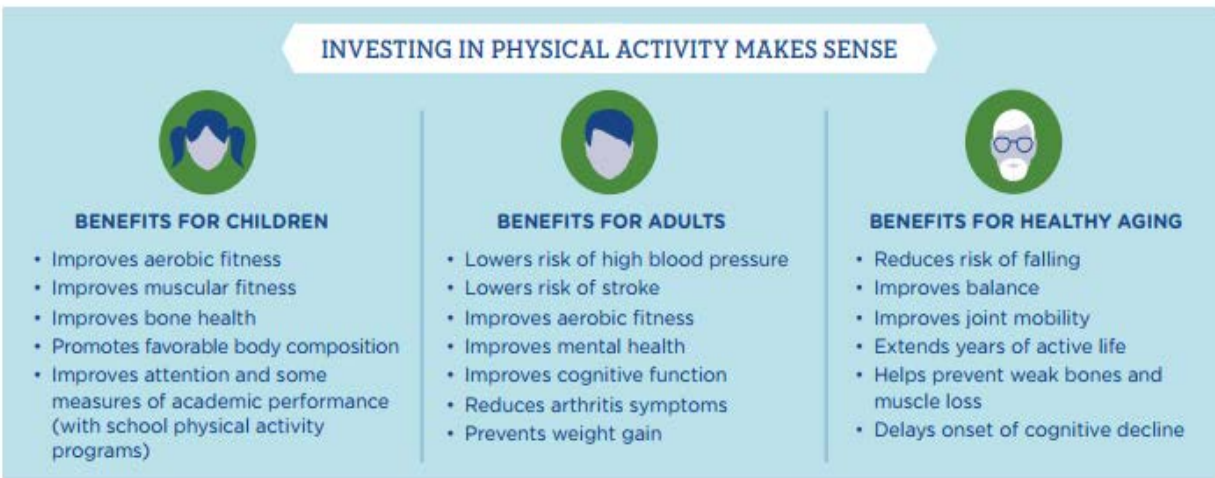 INVESTING IN PHYSICAL ACTIVITY MAKES SENSE
BENEFITS FOR CHILDREN
• Improves aerobic fitness
• Improves muscular fitness
• Improves bone health
• Promotes favorable body composition
• Improves attention and some
measures of academic performance
(with school physical activity
programs)
BENEFITS FOR ADULTS
• Lowers risk of high blood pressure
• Lowers risk of stroke
• Improves aerobic fitness
• Improves mental health
• Improves cognitive function
• Reduces arthritis symptoms
• Prevents weight gain
BENEFITS FOR HEALTHY AGING
• Reduces risk of falling
• Improves balance
• Improves joint mobility
• Extends years of active life
• Helps prevent weak bones and
muscle loss
• Delays onset of cognitive decline